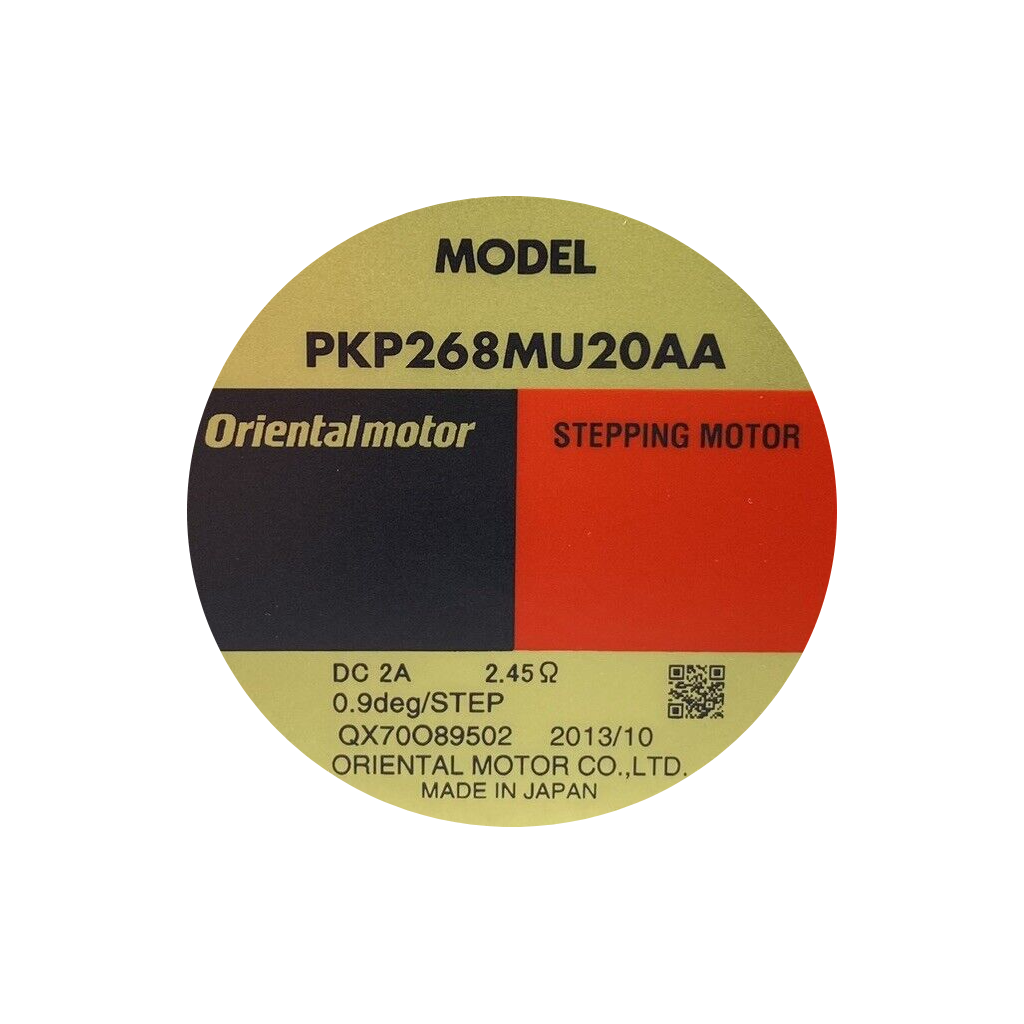 MODEL
PKP268MU20AA
Orientalmotor
STEPPING MOTOR
DC 2A 2.45Ω
0.9deg/STEP
QX70O89502 2013/10
ORIENTAL MOTOR CO.,LTD.
MADE IN JAPAN